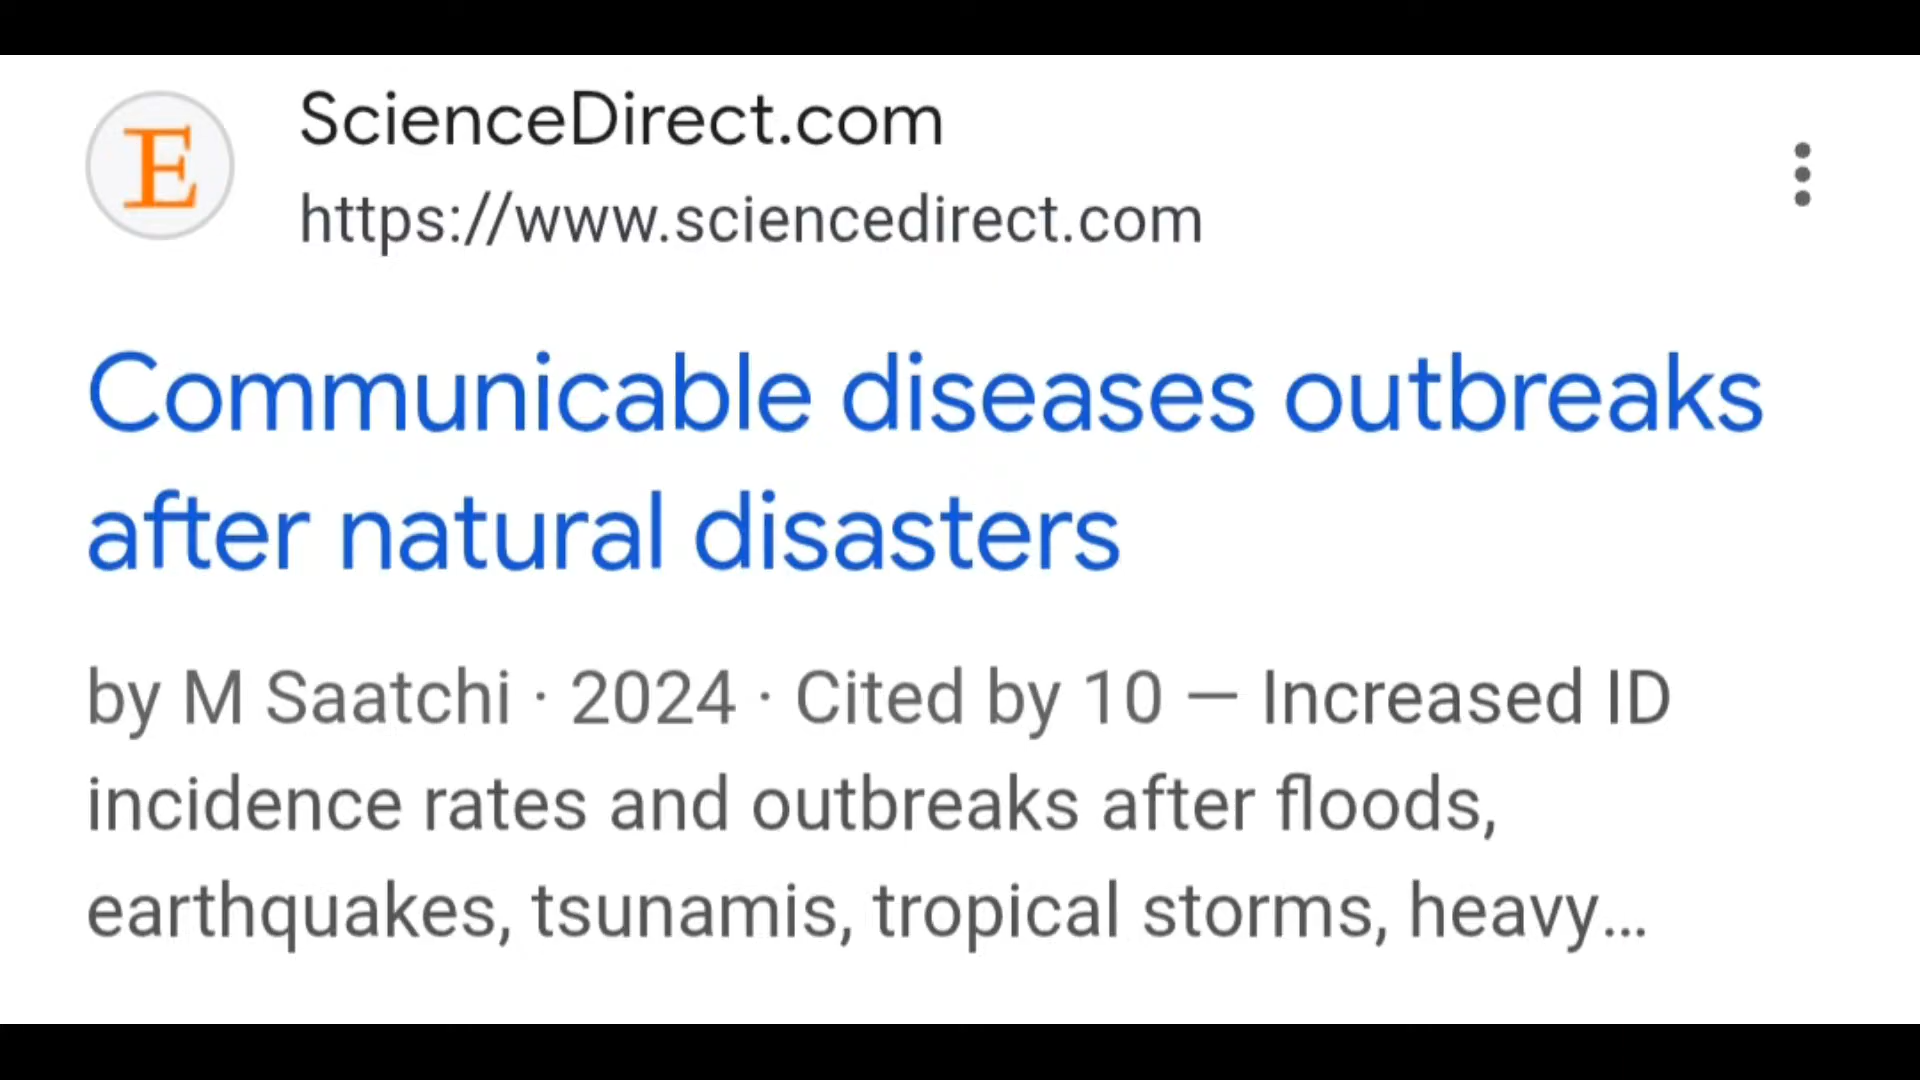 E
ScienceDirect.com
https://www.sciencedirect.com
Communicable diseases outbreaks
after natural disasters
by M Saatchi · 2024 · Cited by 10 — Increased ID
incidence rates and outbreaks after floods,
earthquakes, tsunamis, tropical storms, heavy...